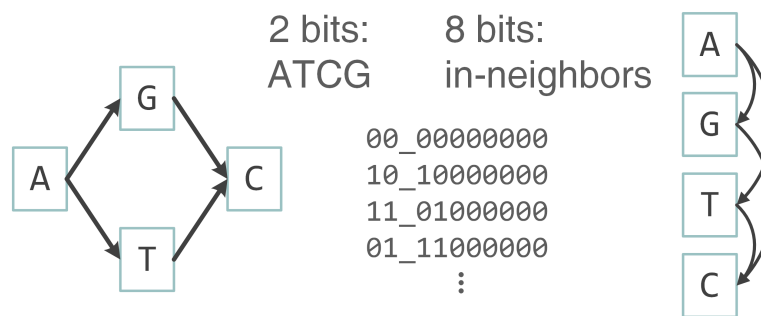 2 bits:
ATCG
8 bits:
in-neighbors
A
G
T
C
00_00000000
10_10000000
11_01000000
01_11000000
⋮
A
G
T
C